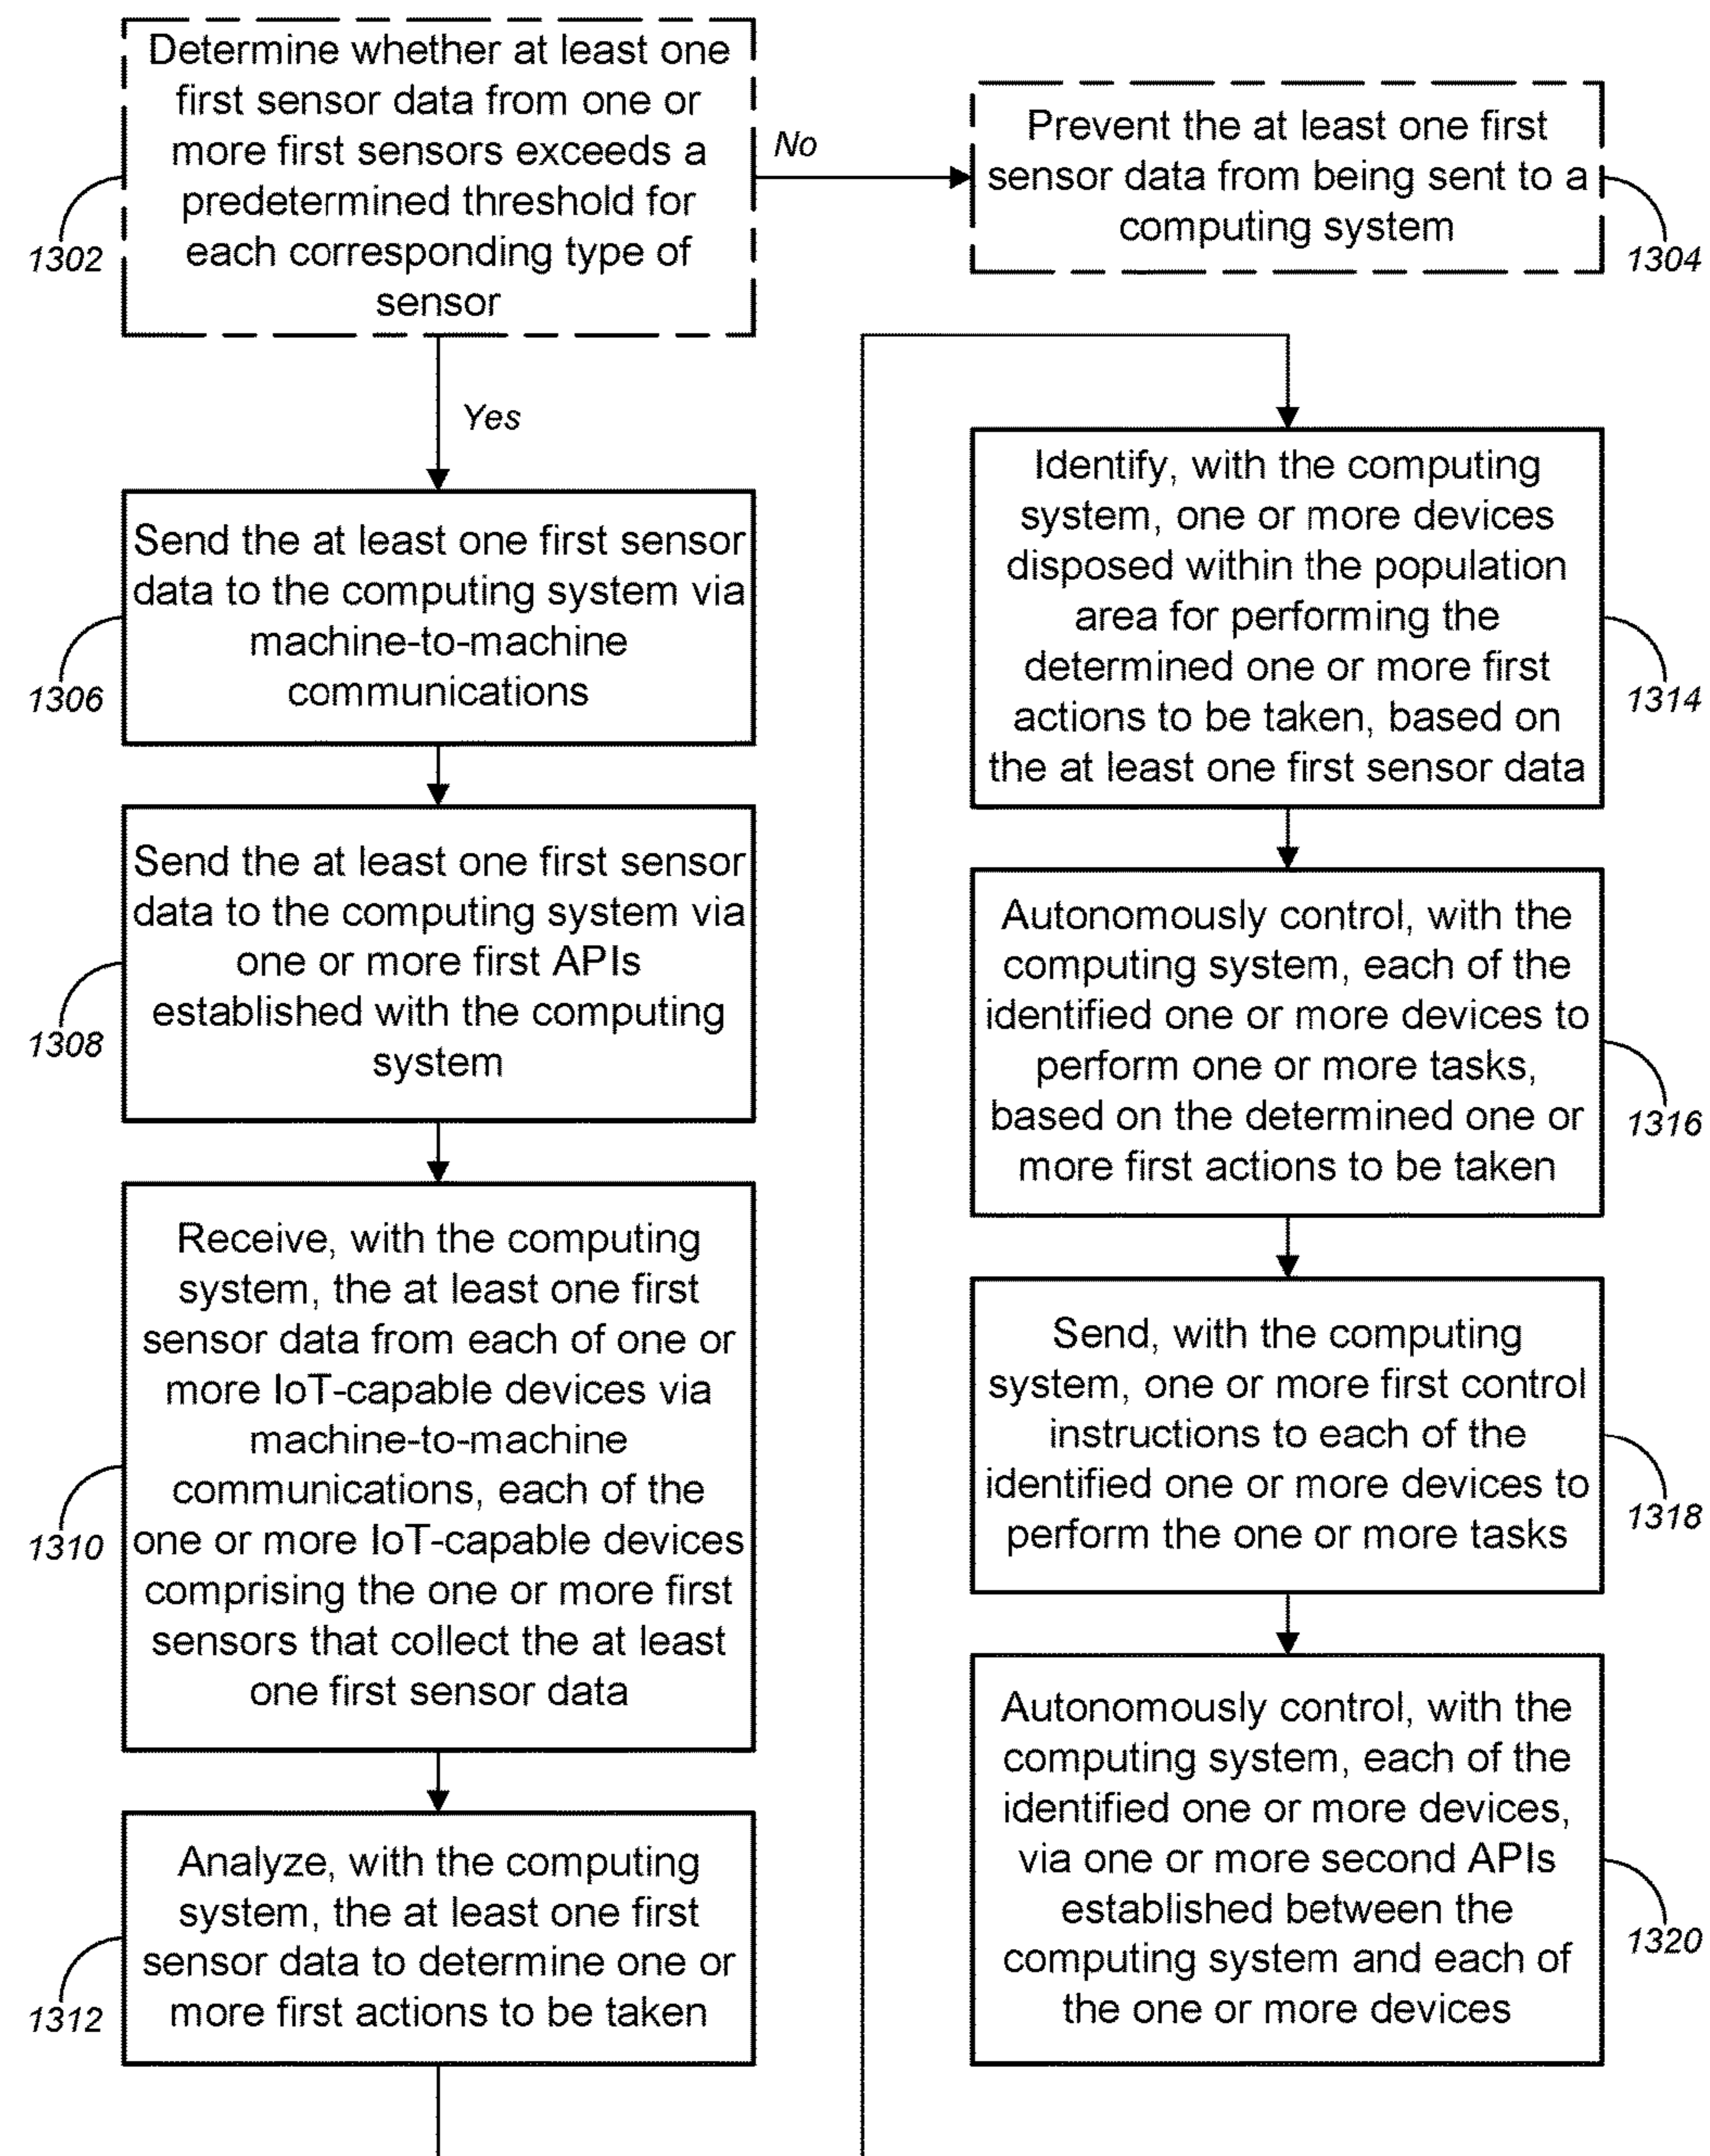 Determine whether at least one
first sensor data from one or
more first sensors exceeds a
predetermined threshold for
each corresponding type of
sensor
1302
No
Prevent the at least one first
sensor data from being sent to a
computing system
1304
Yes
Send the at least one first sensor
data to the computing system via
machine-to-machine
communications
1306
Send the at least one first sensor
data to the computing system via
one or more first APIs
established with the computing
system
1308
Receive, with the computing
system, the at least one first
sensor data from each of one or
more IoT-capable devices via
machine-to-machine
communications, each of the
one or more IoT-capable devices
comprising the one or more first
sensors that collect the at least
one first sensor data
1310
Analyze, with the computing
system, the at least one first
sensor data to determine one or
more first actions to be taken
1312
Identify, with the computing
system, one or more devices
disposed within the population
area for performing the
determined one or more first
actions to be taken, based on
the at least one first sensor data
1314
Autonomously control, with the
computing system, each of the
identified one or more devices to
perform one or more tasks,
based on the determined one or
more first actions to be taken
1316
Send, with the computing
system, one or more first control
instructions to each of the
identified one or more devices to
perform the one or more tasks
1318
Autonomously control, with the
computing system, each of the
identified one or more devices,
via one or more second APIs
established between the
computing system and each of
the one or more devices
1320